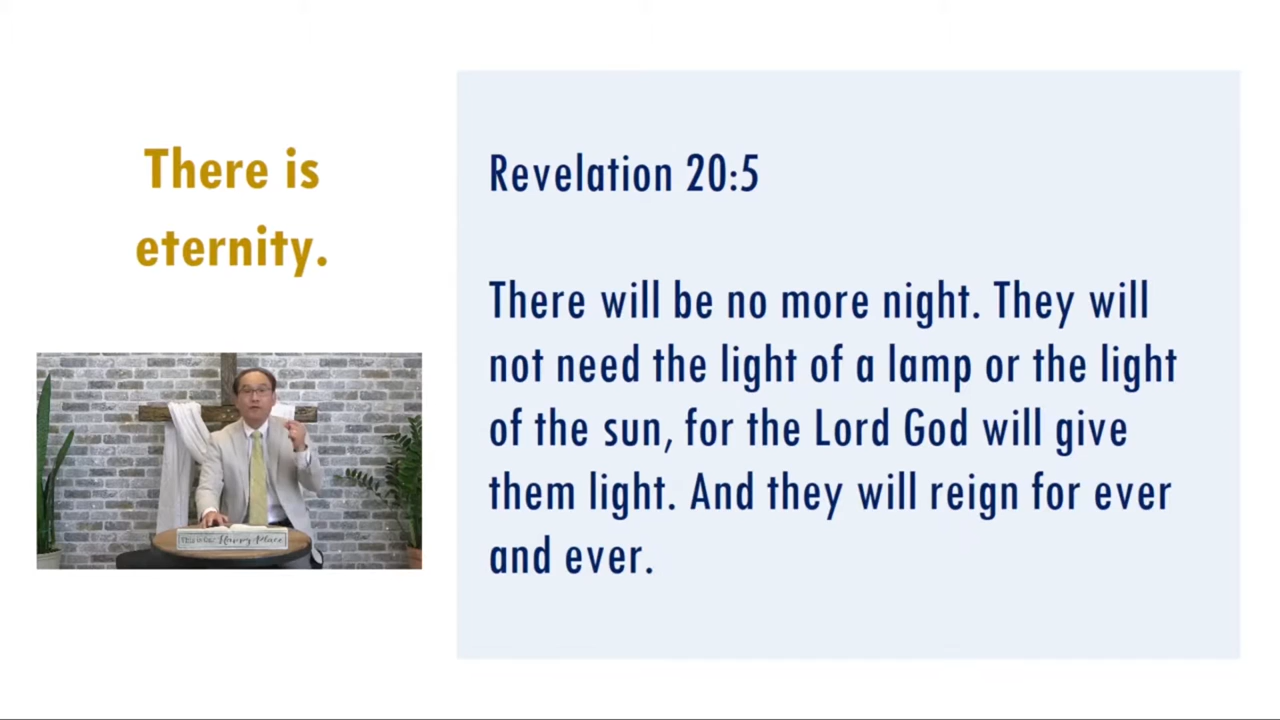 There is
eternity.
Revelation 20:5
There will be no more night. They will
not need the light of a lamp or the light
of the sun, for the Lord God will give
them light. And they will reign for ever
and ever.
Happy Place